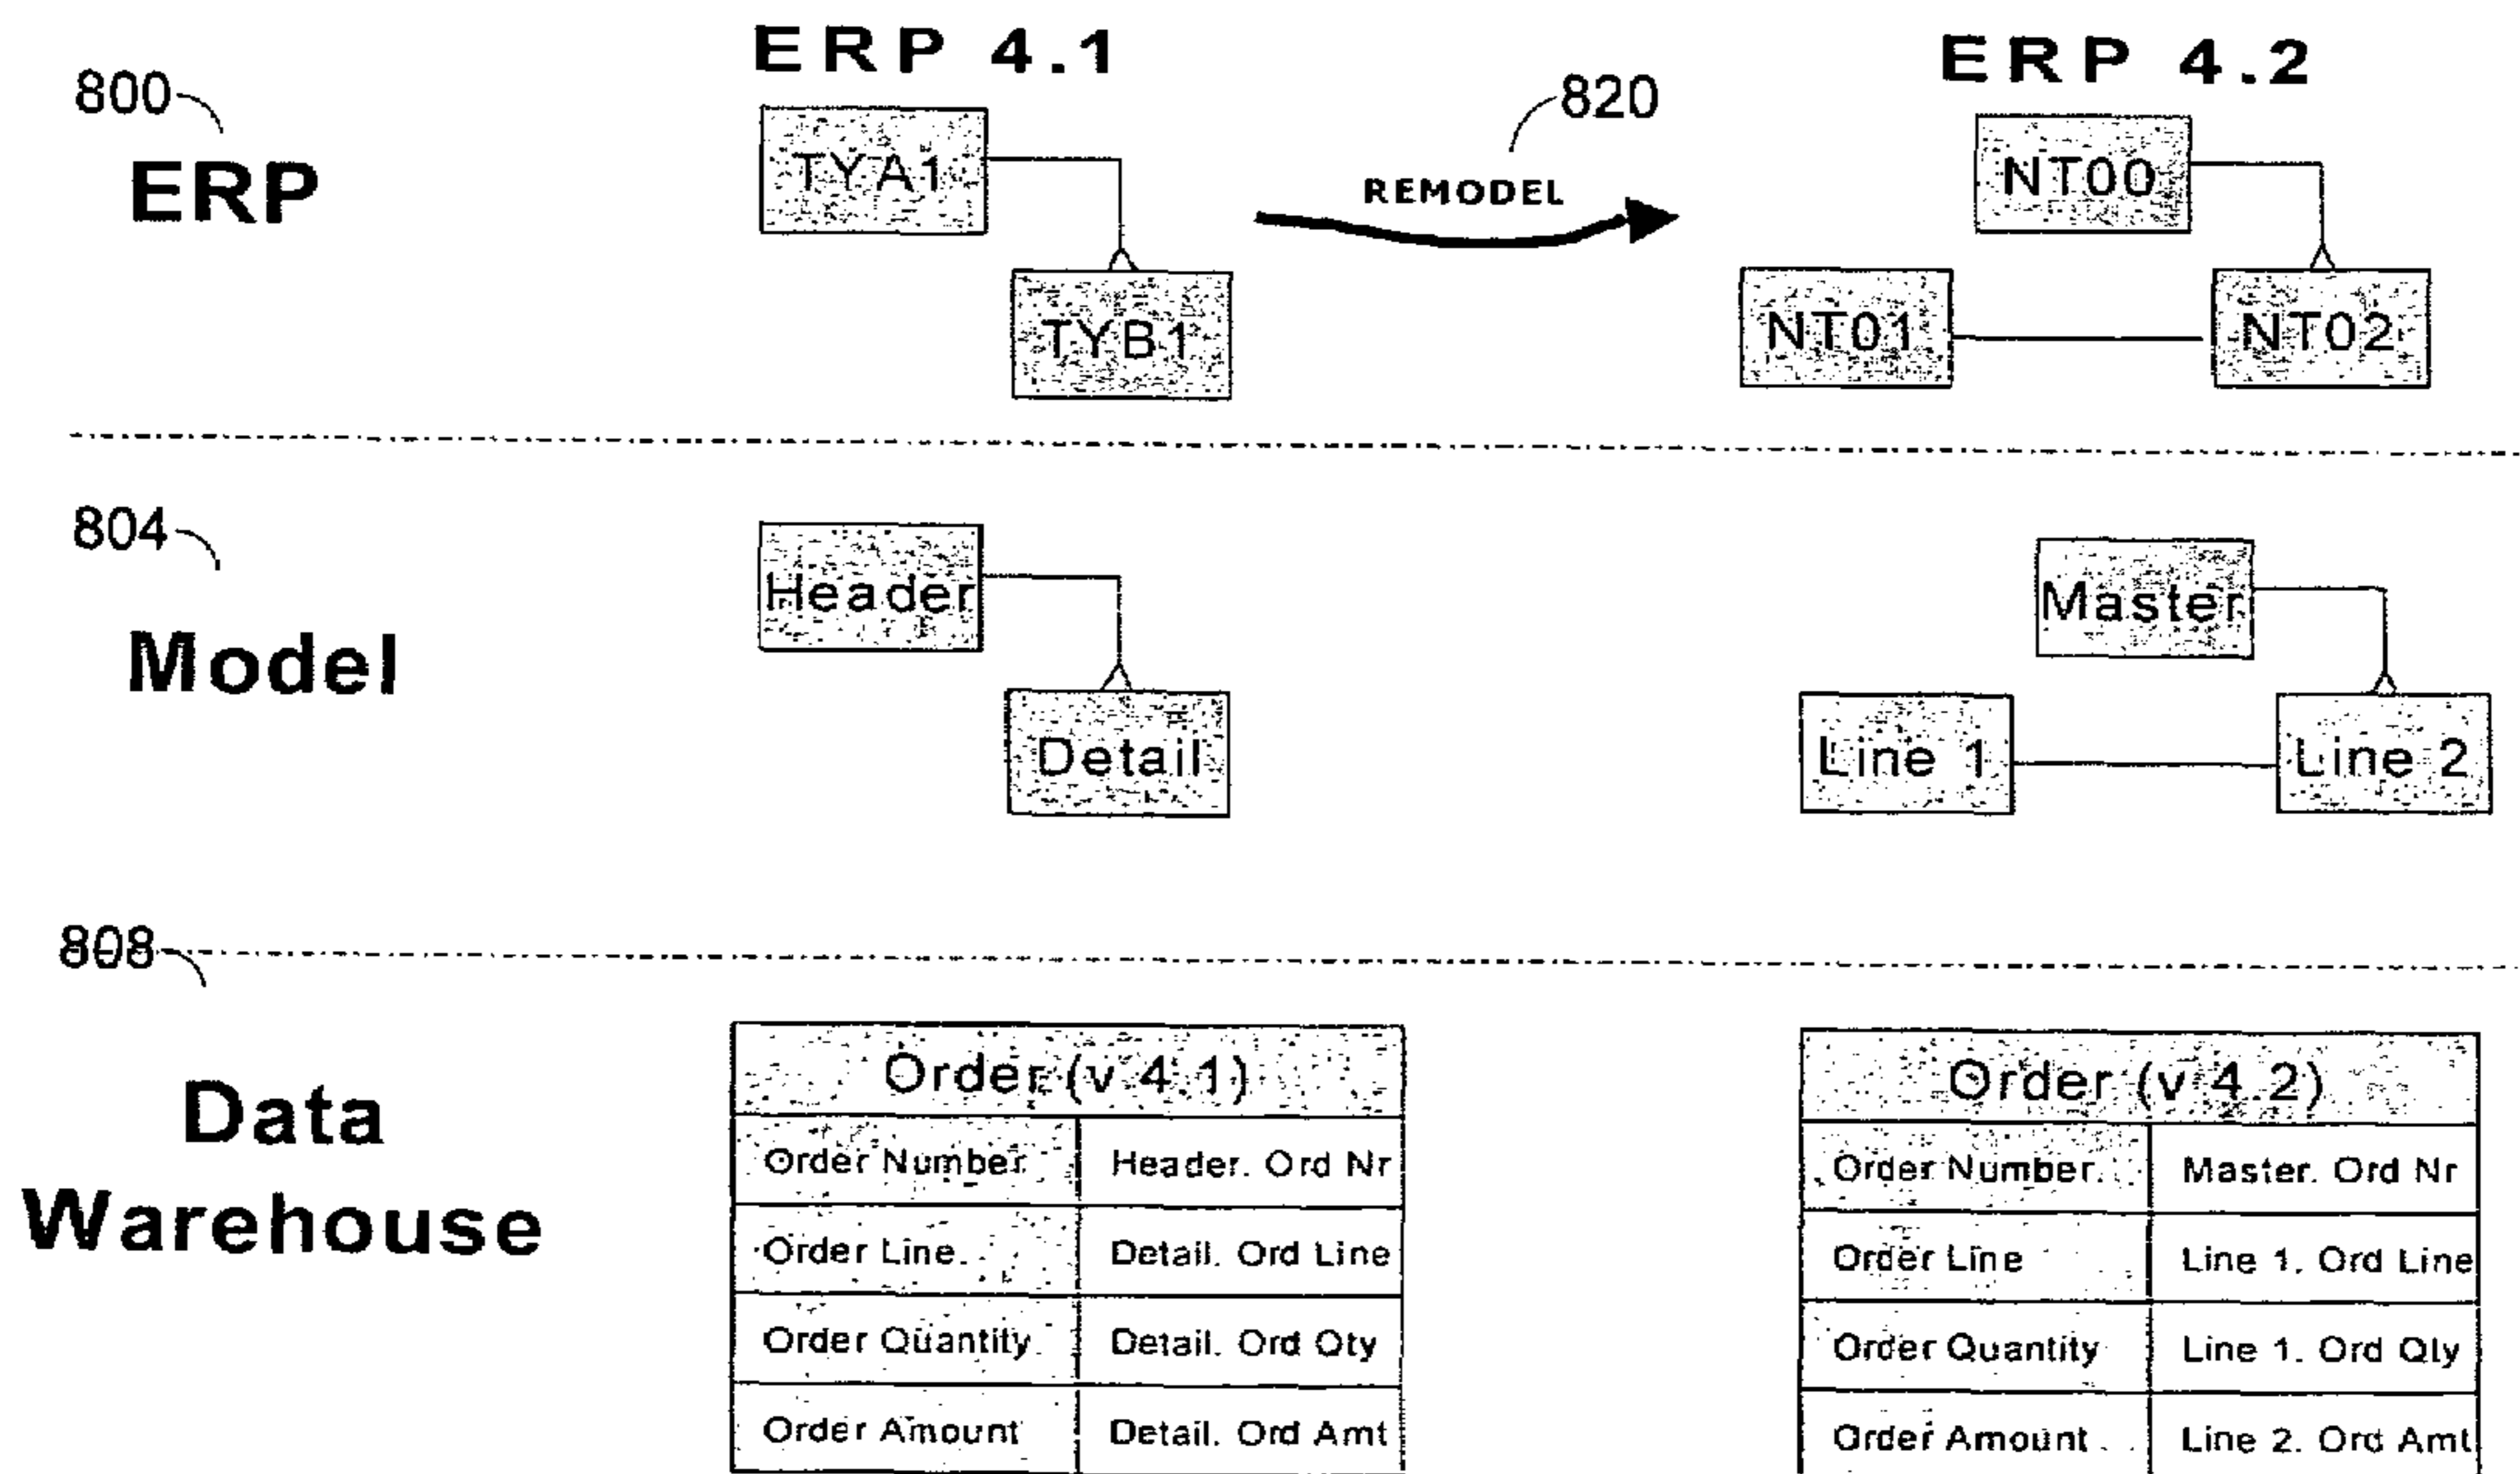 ERP 4.1
ERP 4.2
800
820
ERP
TYA1
REMODEL
NT00
TYB1
NT01
NT02
804
Header
Master
Model
Detail
Line 1
Line 2
808
Data
Warehouse
Order (v 4.1)
Order Number Header. Ord Nr
Order Line Detail. Ord Line
Order Quantity Detail. Ord Qty
Order Amount Detail. Ord Amt
Order (v 4.2)
Order Number Master. Ord Nr
Order Line Line 1. Ord Line
Order Quantity Line 1. Ord Qty
Order Amount Line 2. Ord Amt